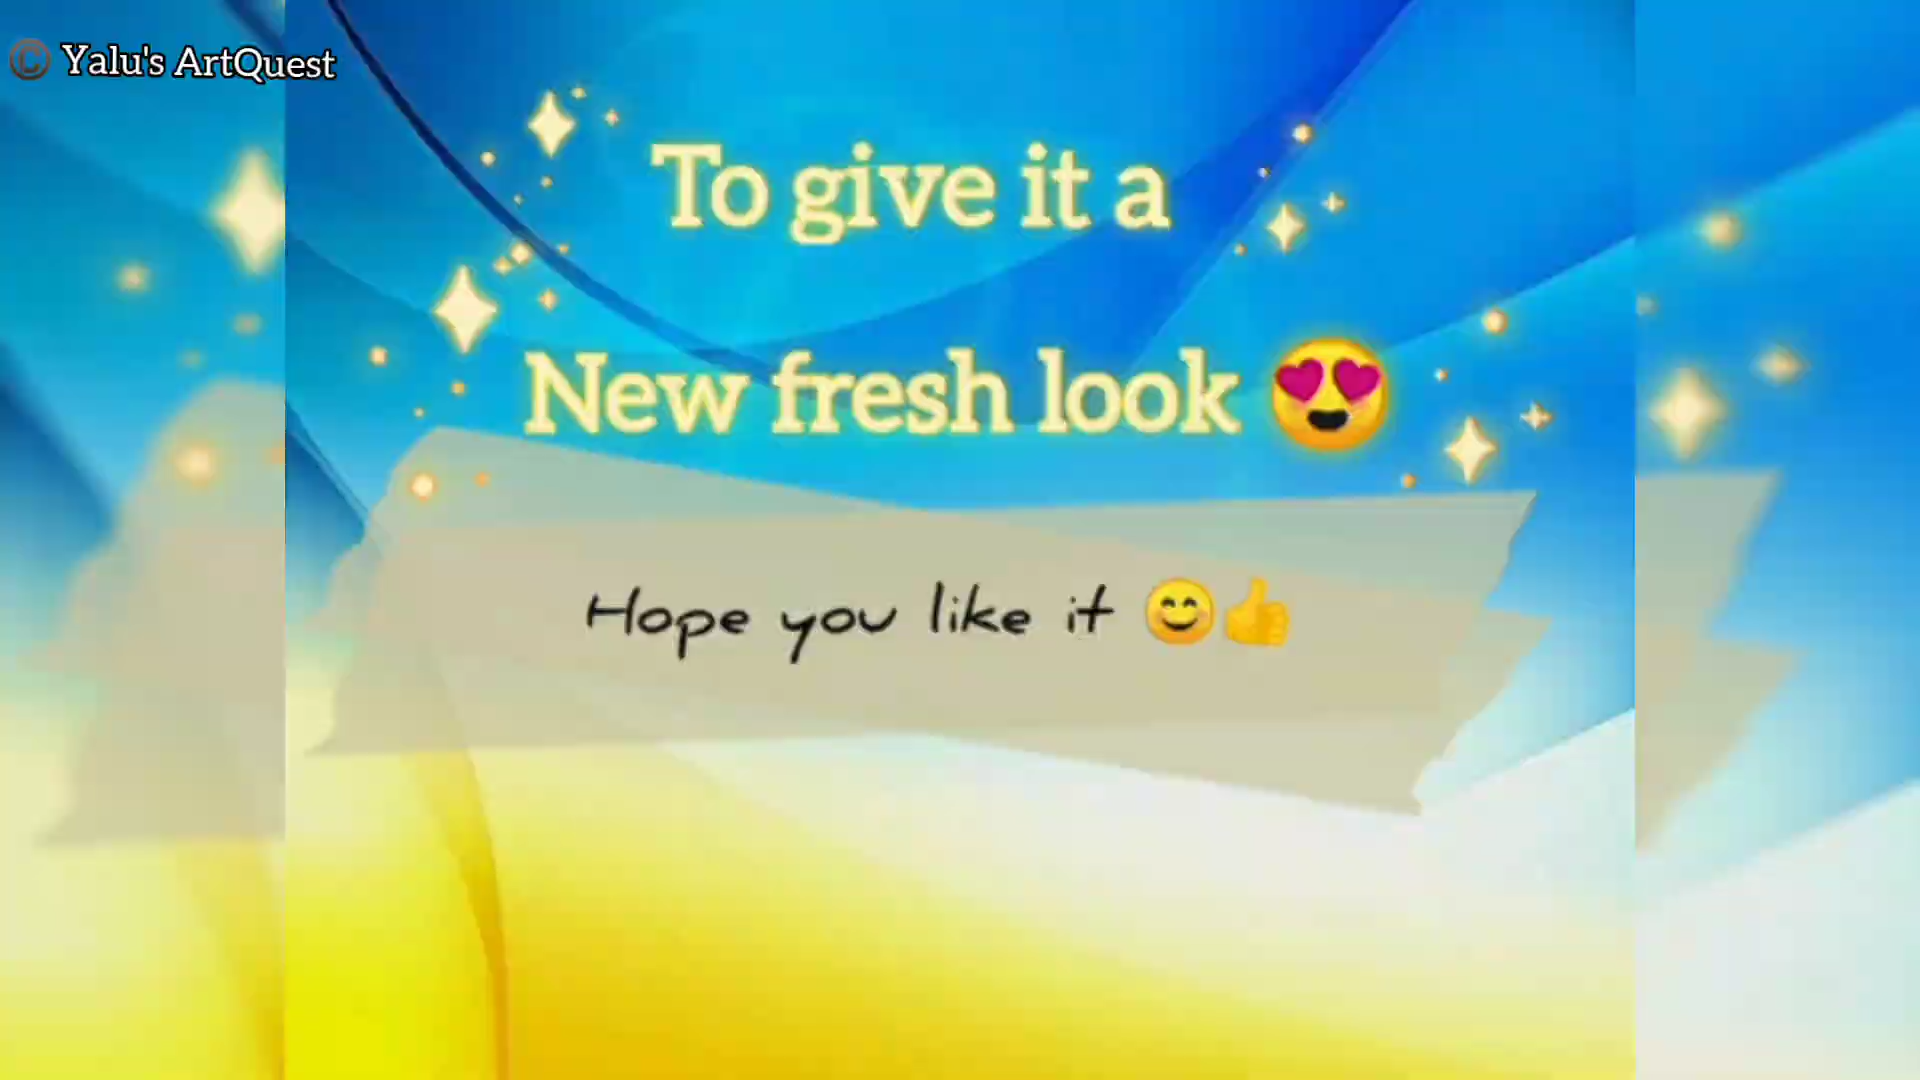 © Yalu's ArtQuest
To give it a
New fresh look 😍
Hope you like it 😊👍